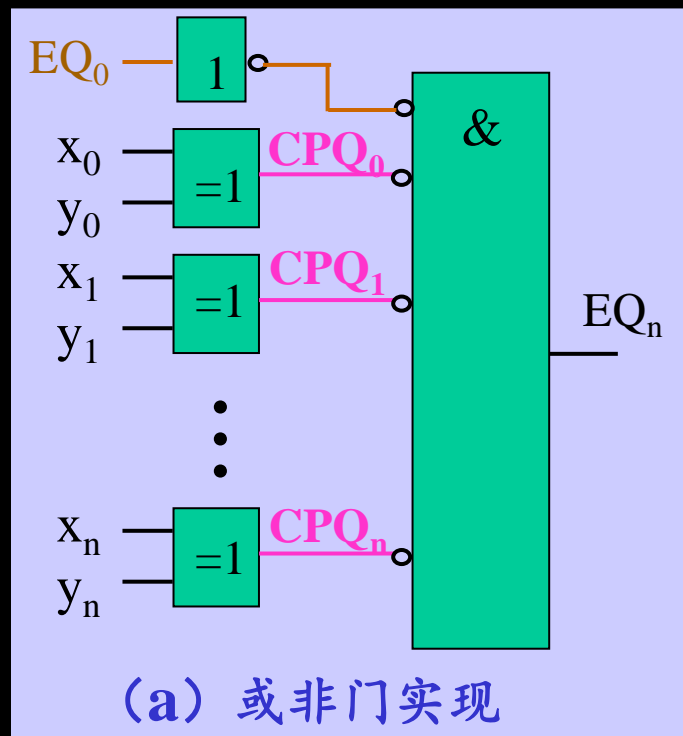 EQ₀
1
&
x₀
y₀
=1
CPQ₀
x₁
y₁
=1
CPQ₁
EQₙ
xₙ
yₙ
=1
CPQₙ
（a）或非门实现